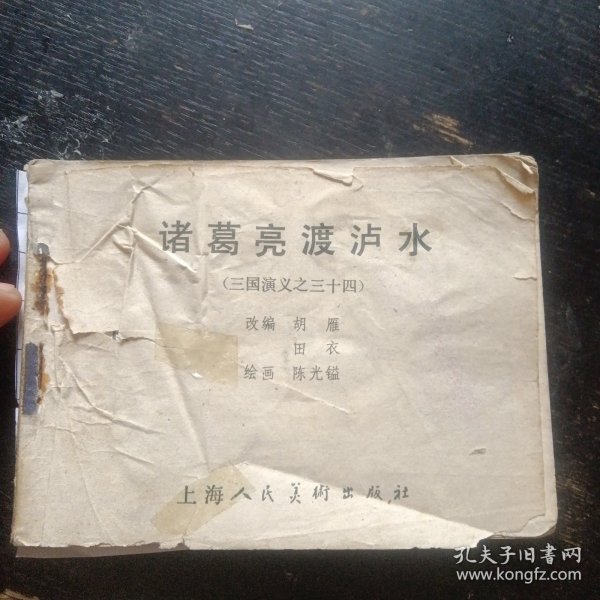 诸葛亮渡泸水
（三国演义之三十四）
改编 胡雁
田衣
绘画 陈光镒
上海人民美術出版社
孔夫子旧书网
www.kongfz.com